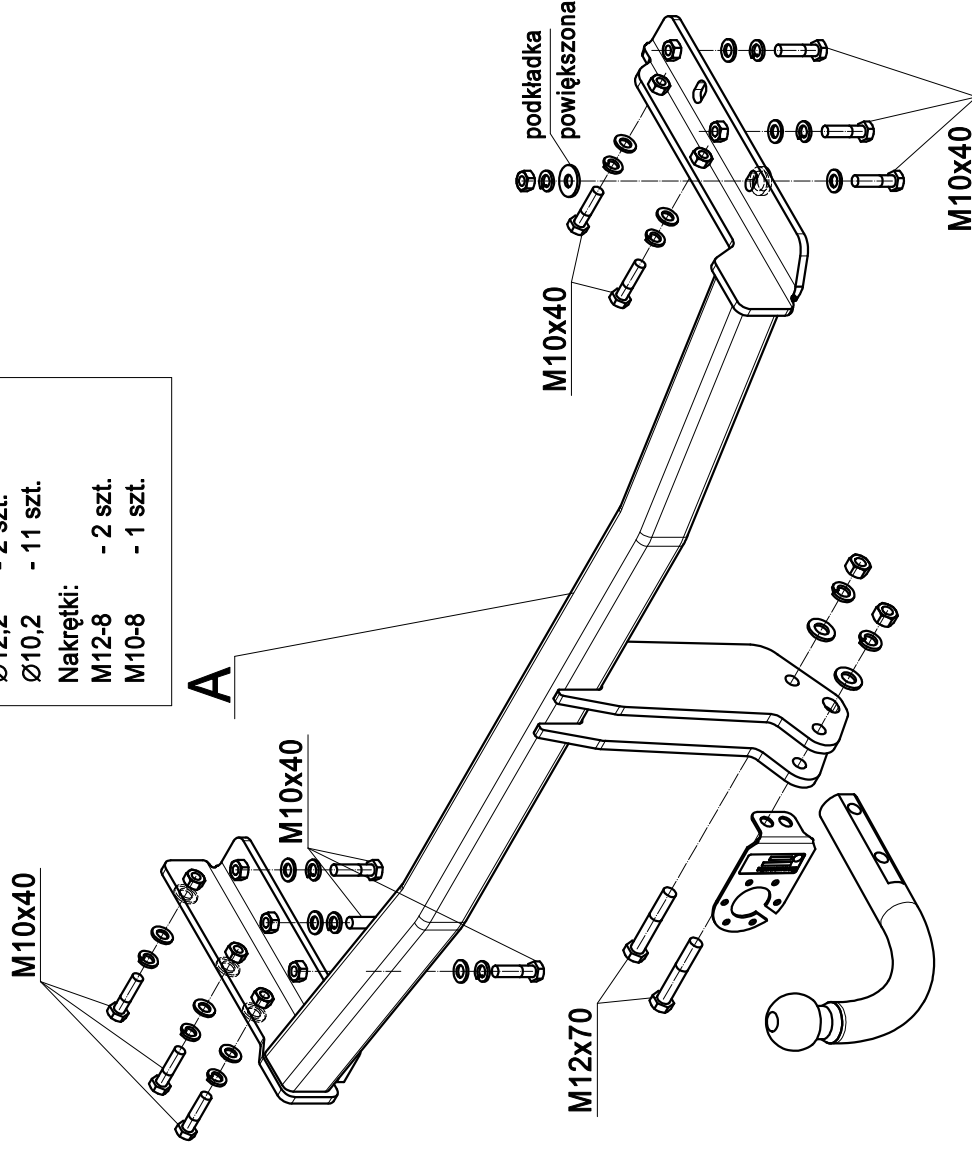 Ø12,2 - 2 szt.
Ø10,2 - 11 szt.
Nakrętki:
M12-8 - 2 szt.
M10-8 - 1 szt.
M10x40
A
M10x40
podkładka
powiększona
M10x40
M12x70
M10x40